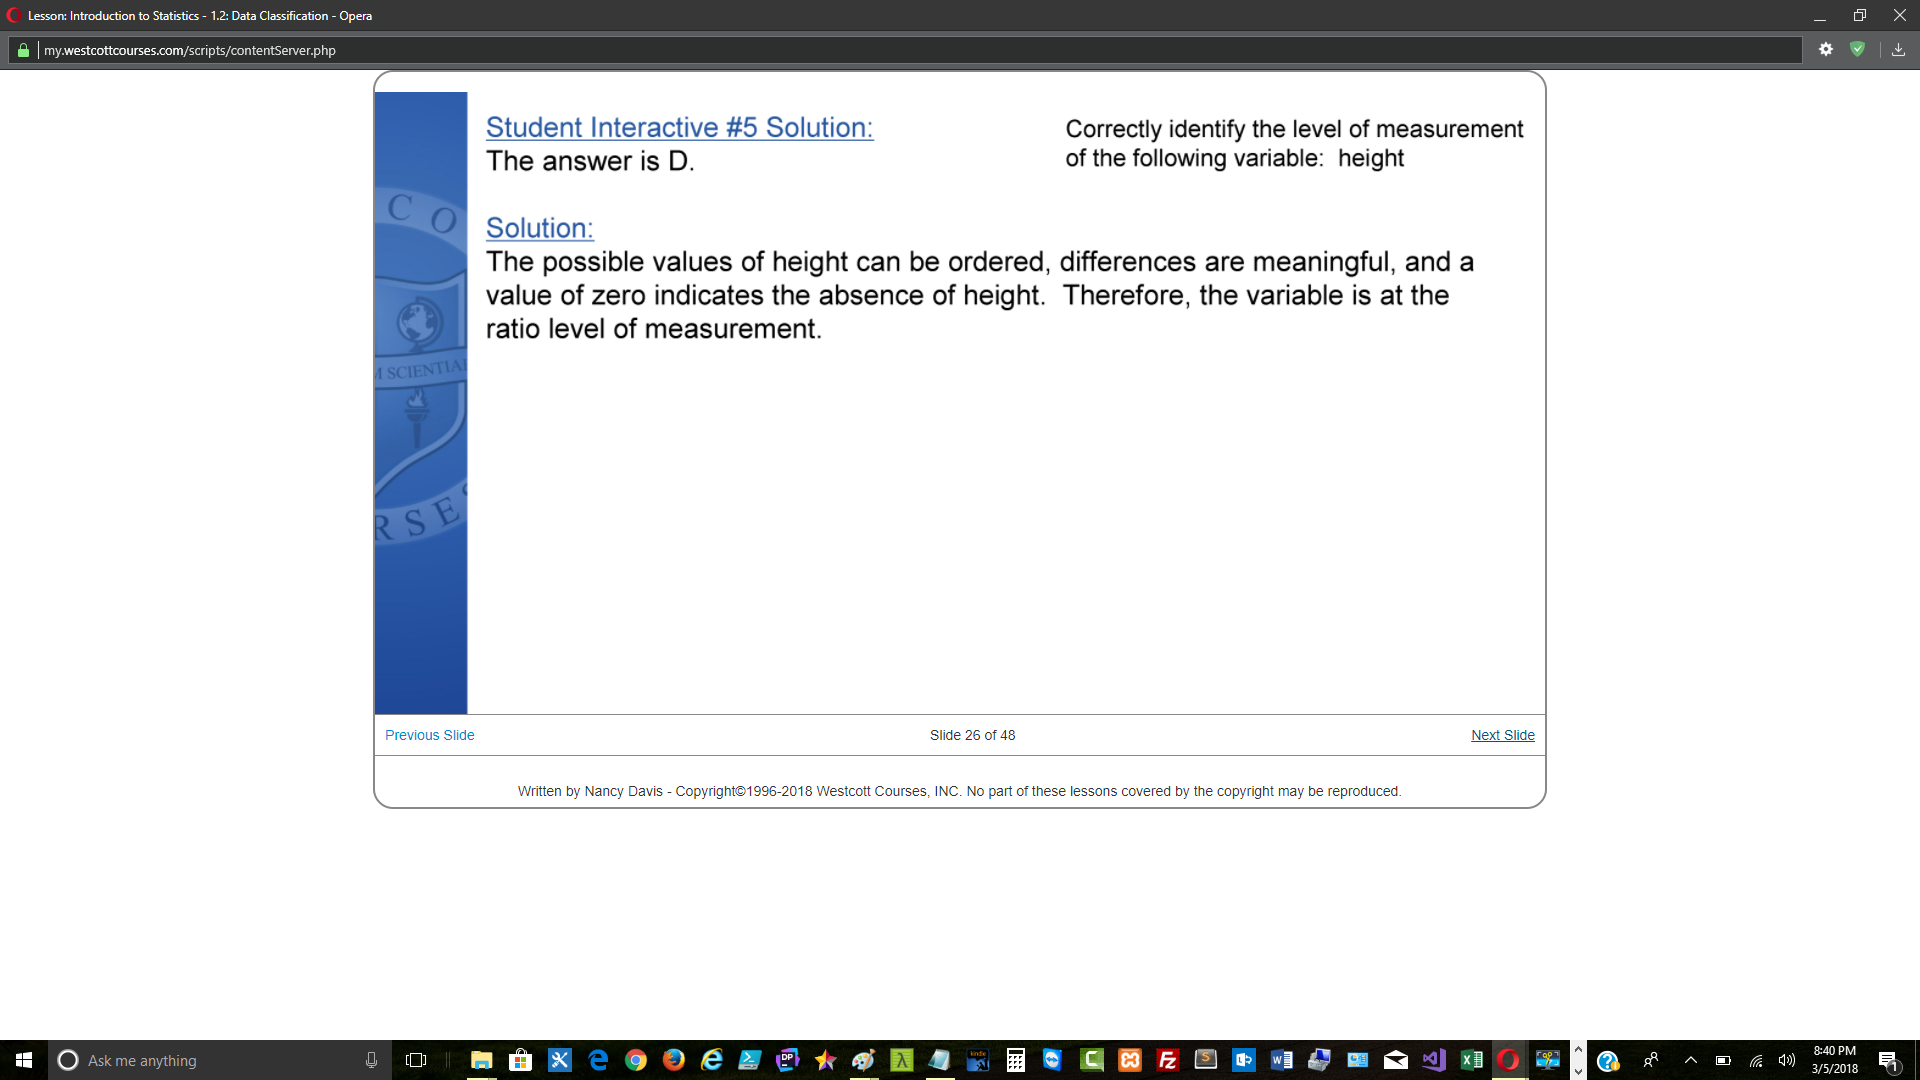 Lesson: Introduction to Statistics - 1.2: Data Classification - Opera
my.westcottcourses.com/scripts/contentServer.php
Student Interactive #5 Solution:
The answer is D.
Correctly identify the level of measurement
of the following variable:  height
Solution:
The possible values of height can be ordered, differences are meaningful, and a
value of zero indicates the absence of height.  Therefore, the variable is at the
ratio level of measurement.
C O
M SCIENTIA
RSES
Previous Slide
Slide 26 of 48
Next Slide
Written by Nancy Davis - Copyright©1996-2018 Westcott Courses, INC. No part of these lessons covered by the copyright may be reproduced.
Ask me anything
DP
kindle
8:40 PM
3/5/2018
1